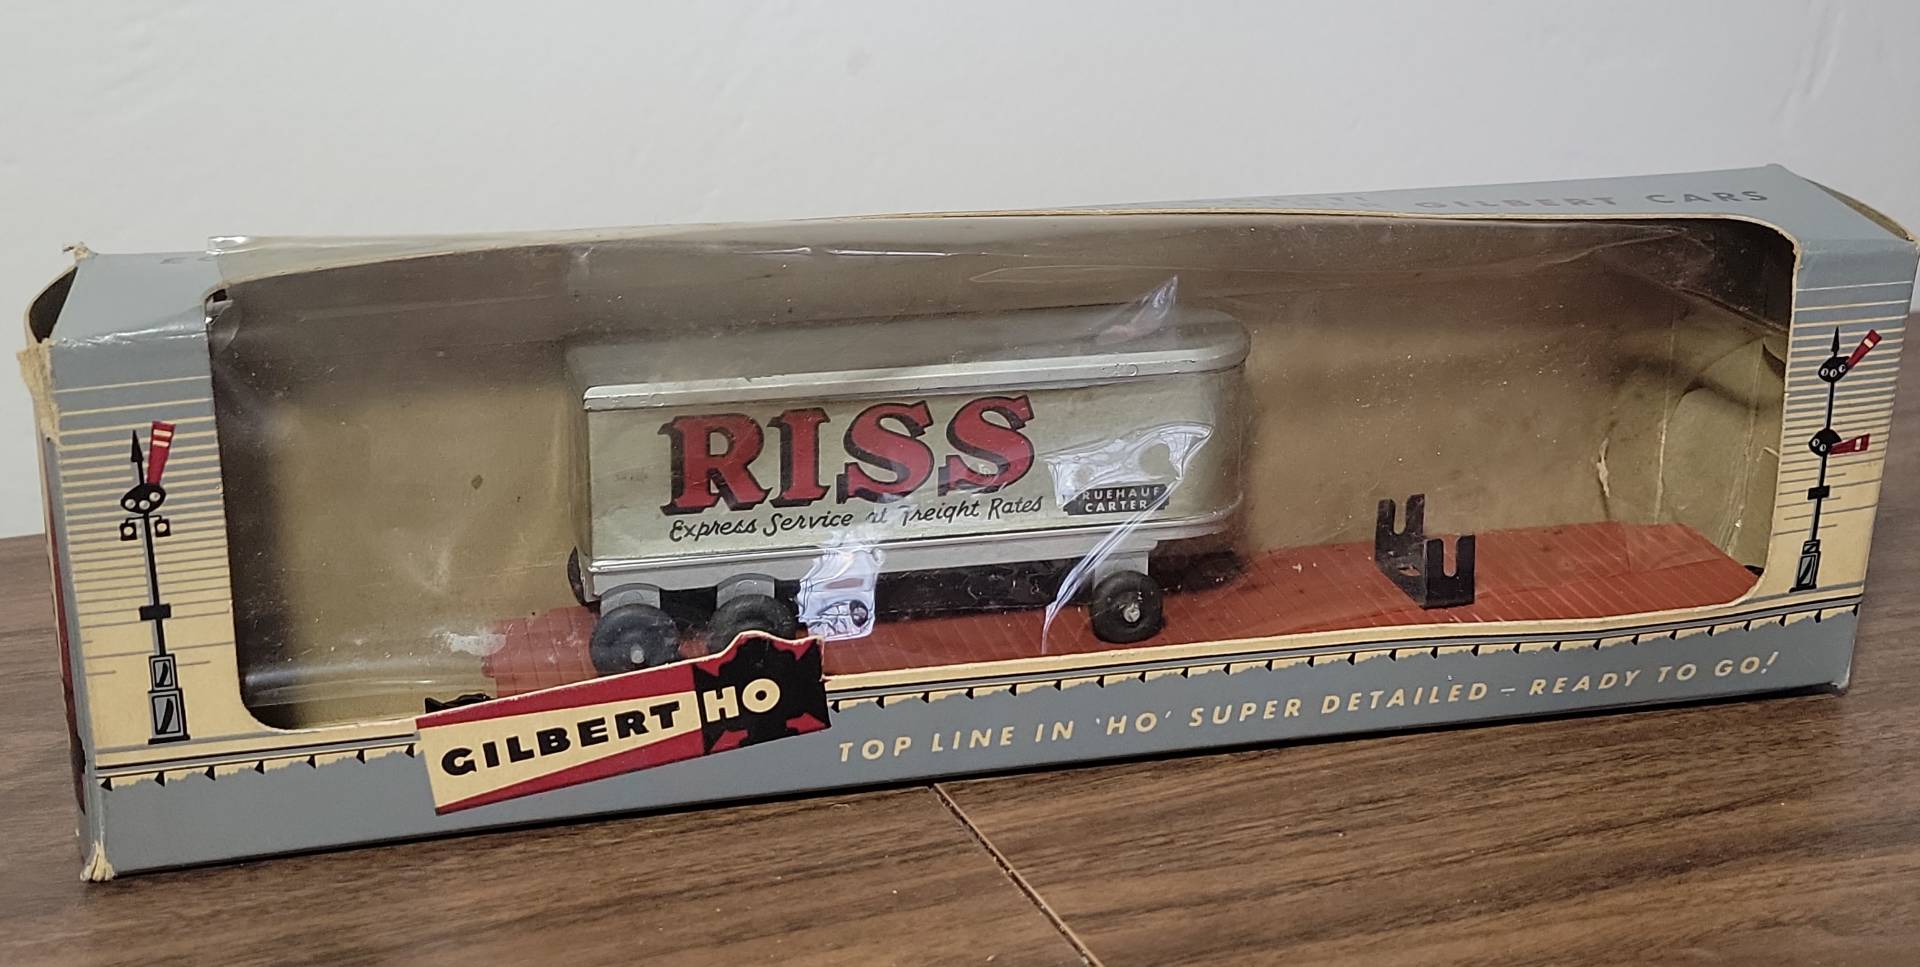 GILBERT CARS
RISS
Express Service at Freight Rates
FRUEHAUF
CARTER
GILBERT HO
TOP LINE IN 'HO' SUPER DETAILED – READY TO GO!